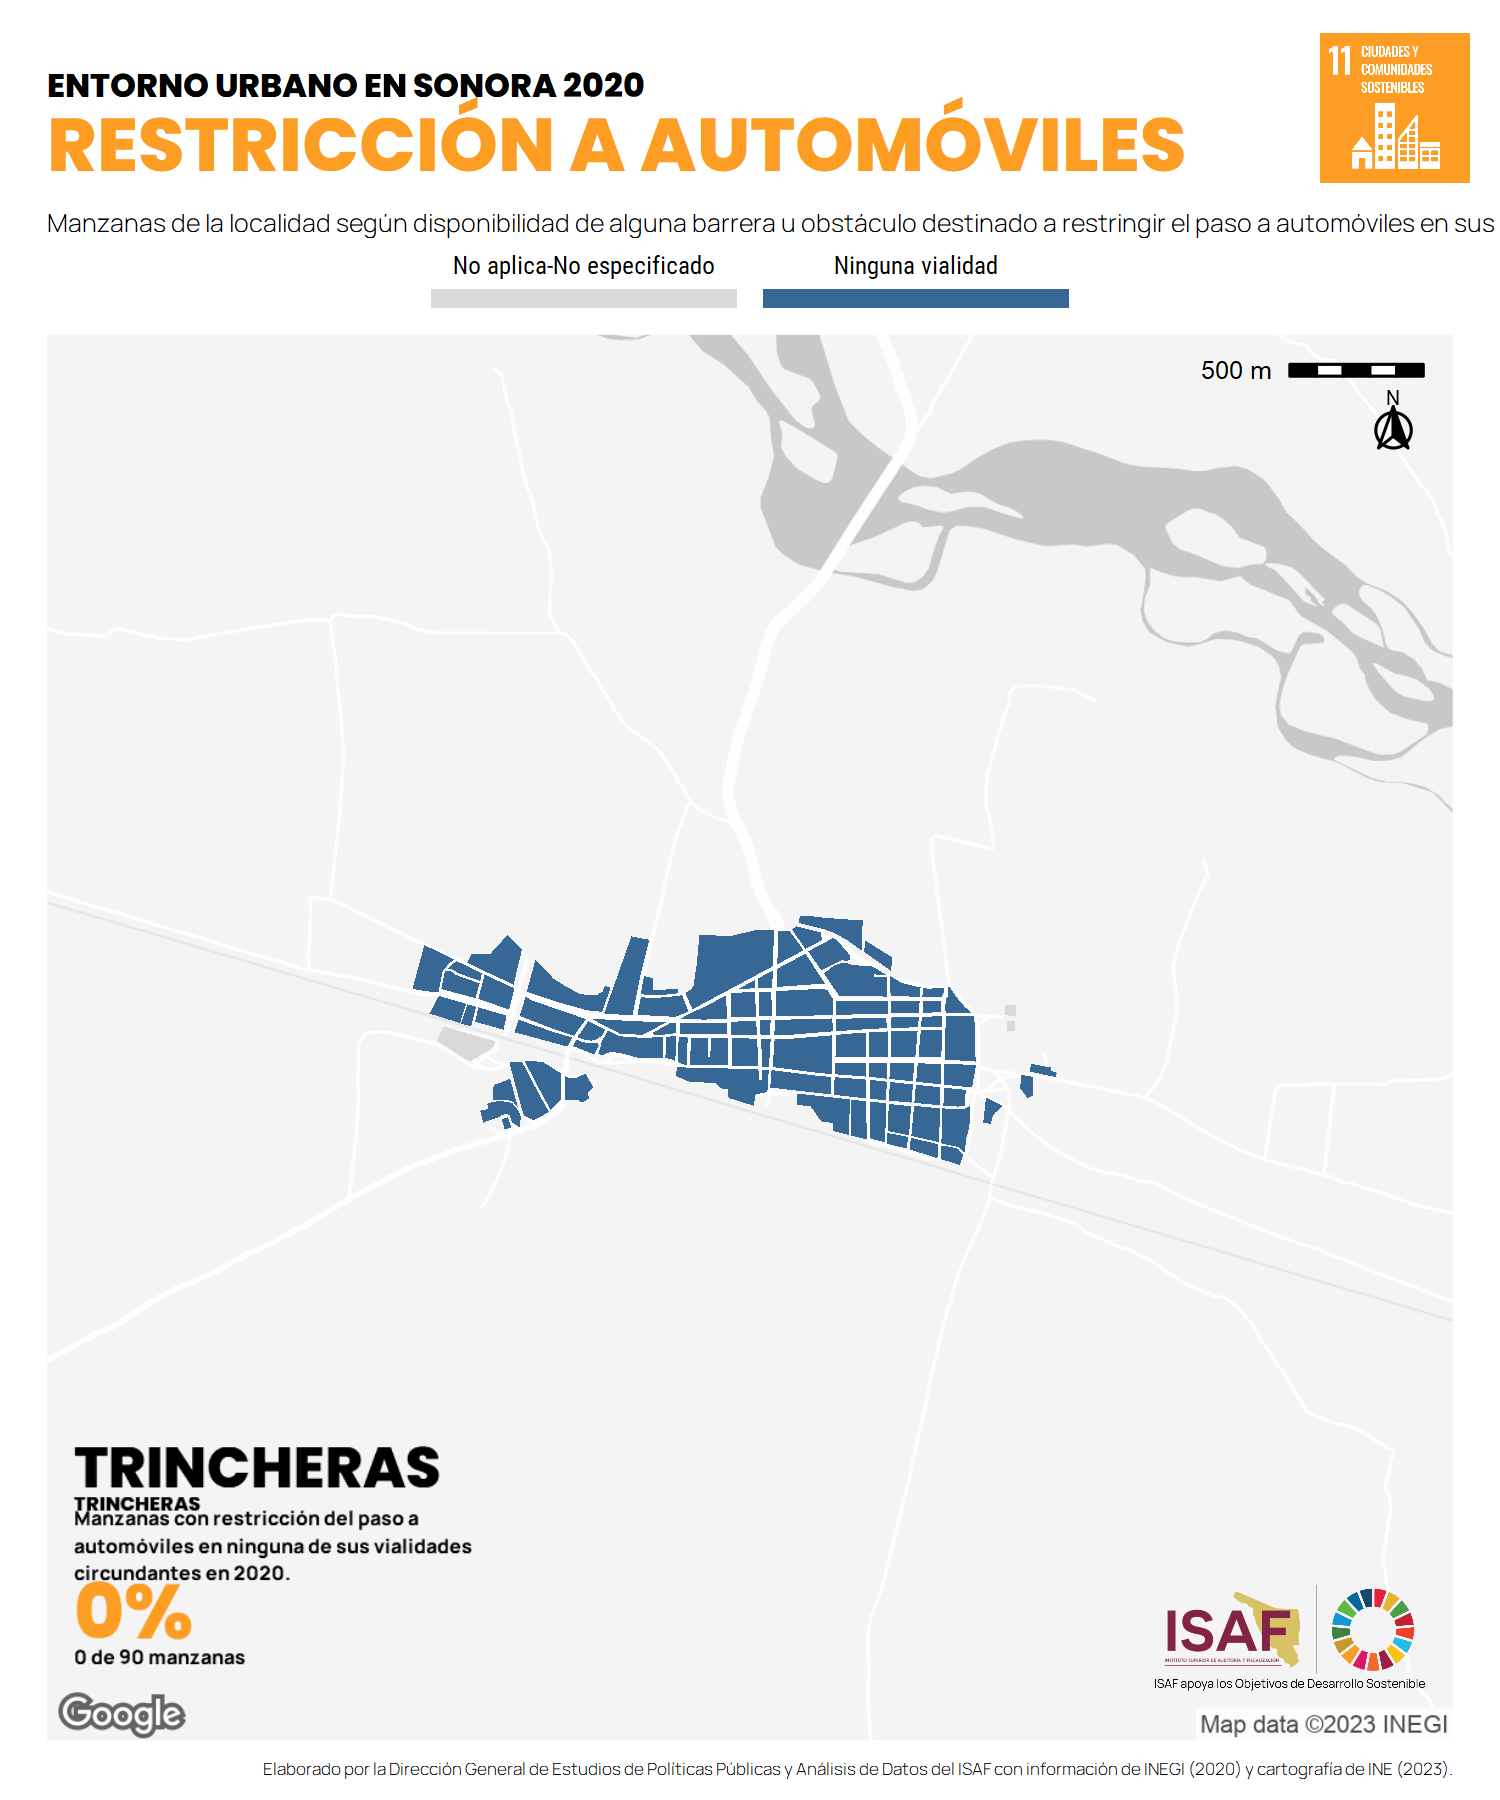 11 CIUDADES Y
COMUNIDADES
SOSTENIBLES
ENTORNO URBANO EN SONORA 2020
RESTRICCIÓN A AUTOMÓVILES
Manzanas de la localidad según disponibilidad de alguna barrera u obstáculo destinado a restringir el paso a automóviles en sus
No aplica-No especificado
Ninguna vialidad
500 m
N
TRINCHERAS
TRINCHERAS
Manzanas con restricción del paso a
automóviles en ninguna de sus vialidades
circundantes en 2020.
0%
0 de 90 manzanas
ISAF
INSTITUTO SUPERIOR DE AUDITORÍA Y FISCALIZACIÓN
ISAF apoya los Objetivos de Desarrollo Sostenible
Google
Map data ©2023 INEGI
Elaborado por la Dirección General de Estudios de Políticas Públicas y Análisis de Datos del ISAF con información de INEGI (2020) y cartografía de INE (2023).